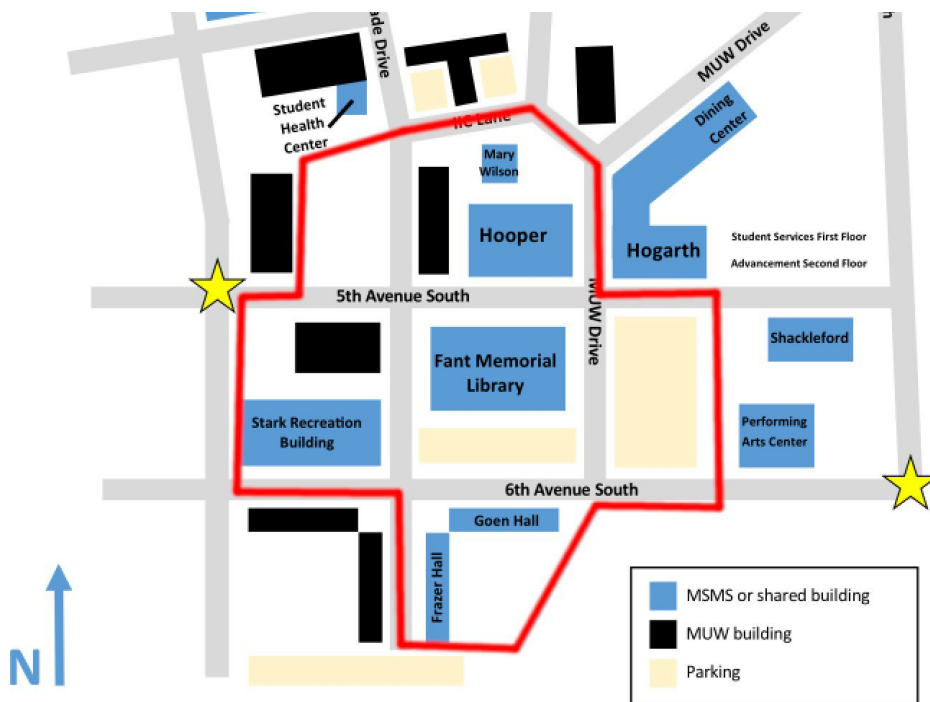 ade Drive
MUW Drive
Student
Health
Center
IIC Lane
Dining
Center
Mary
Wilson
Hooper
Hogarth
Student Services First Floor
Advancement Second Floor
5th Avenue South
MUW Drive
Fant Memorial
Library
Shackleford
Stark Recreation
Building
Performing
Arts Center
6th Avenue South
Goen Hall
Frazer Hall
N
MSMS or shared building
MUW building
Parking